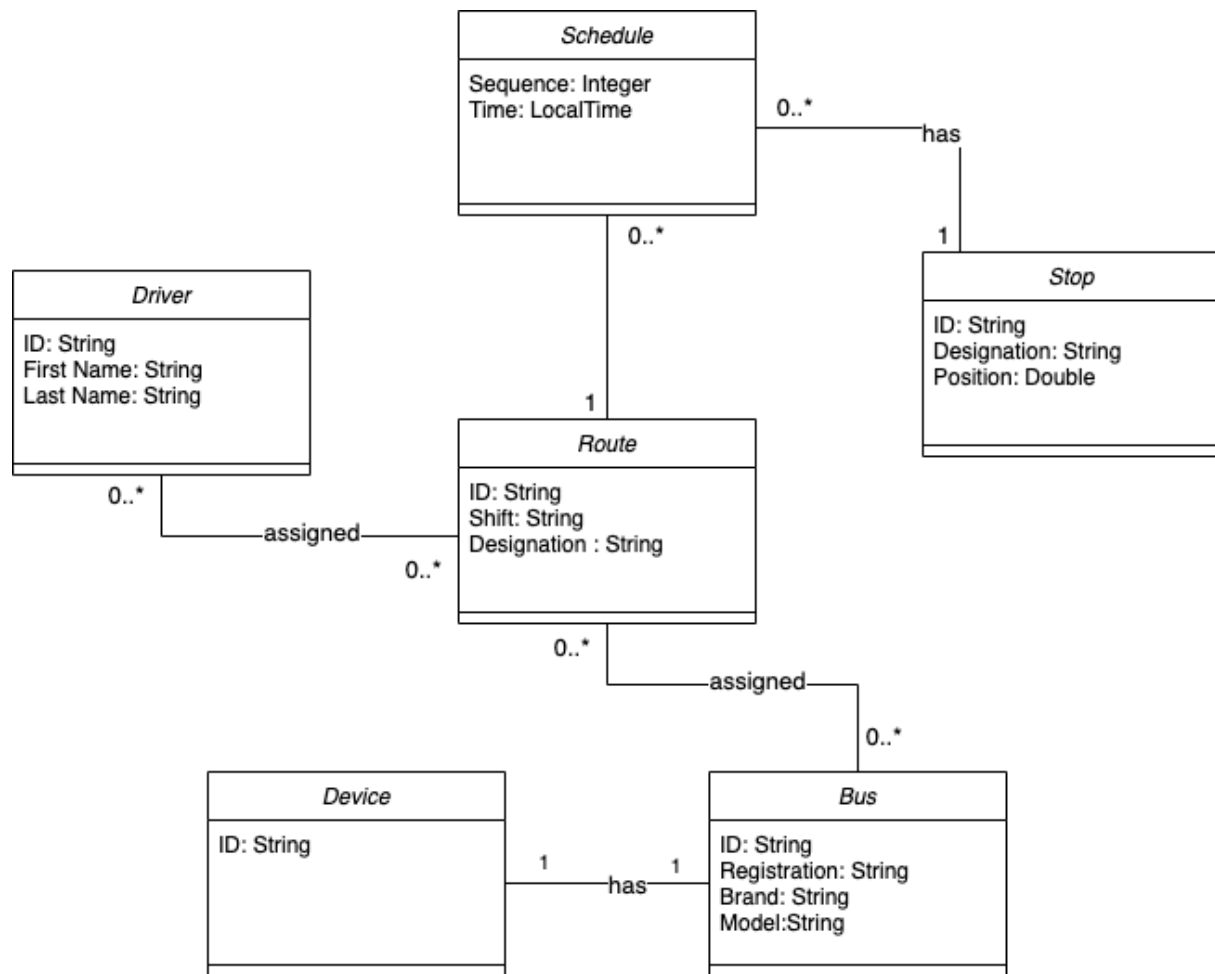 Schedule
Sequence: Integer
Time: LocalTime
0..*
has
0..*
1
Stop
ID: String
Designation: String
Position: Double
Driver
ID: String
First Name: String
Last Name: String
1
Route
ID: String
Shift: String
Designation : String
0..*
assigned
0..*
0..*
assigned
0..*
Device
ID: String
1
has
1
Bus
ID: String
Registration: String
Brand: String
Model:String